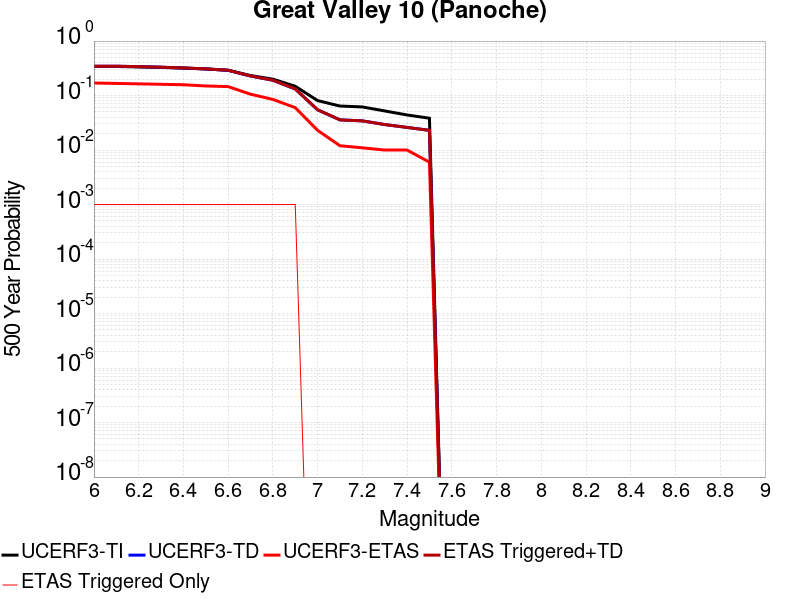 Great Valley 10 (Panoche)
500 Year Probability
10^0
10^-1
10^-2
10^-3
10^-4
10^-5
10^-6
10^-7
10^-8
6 6.2 6.4 6.6 6.8 7 7.2 7.4 7.6 7.8 8 8.2 8.4 8.6 8.8 9
Magnitude
UCERF3-TI UCERF3-TD UCERF3-ETAS ETAS Triggered+TD
ETAS Triggered Only